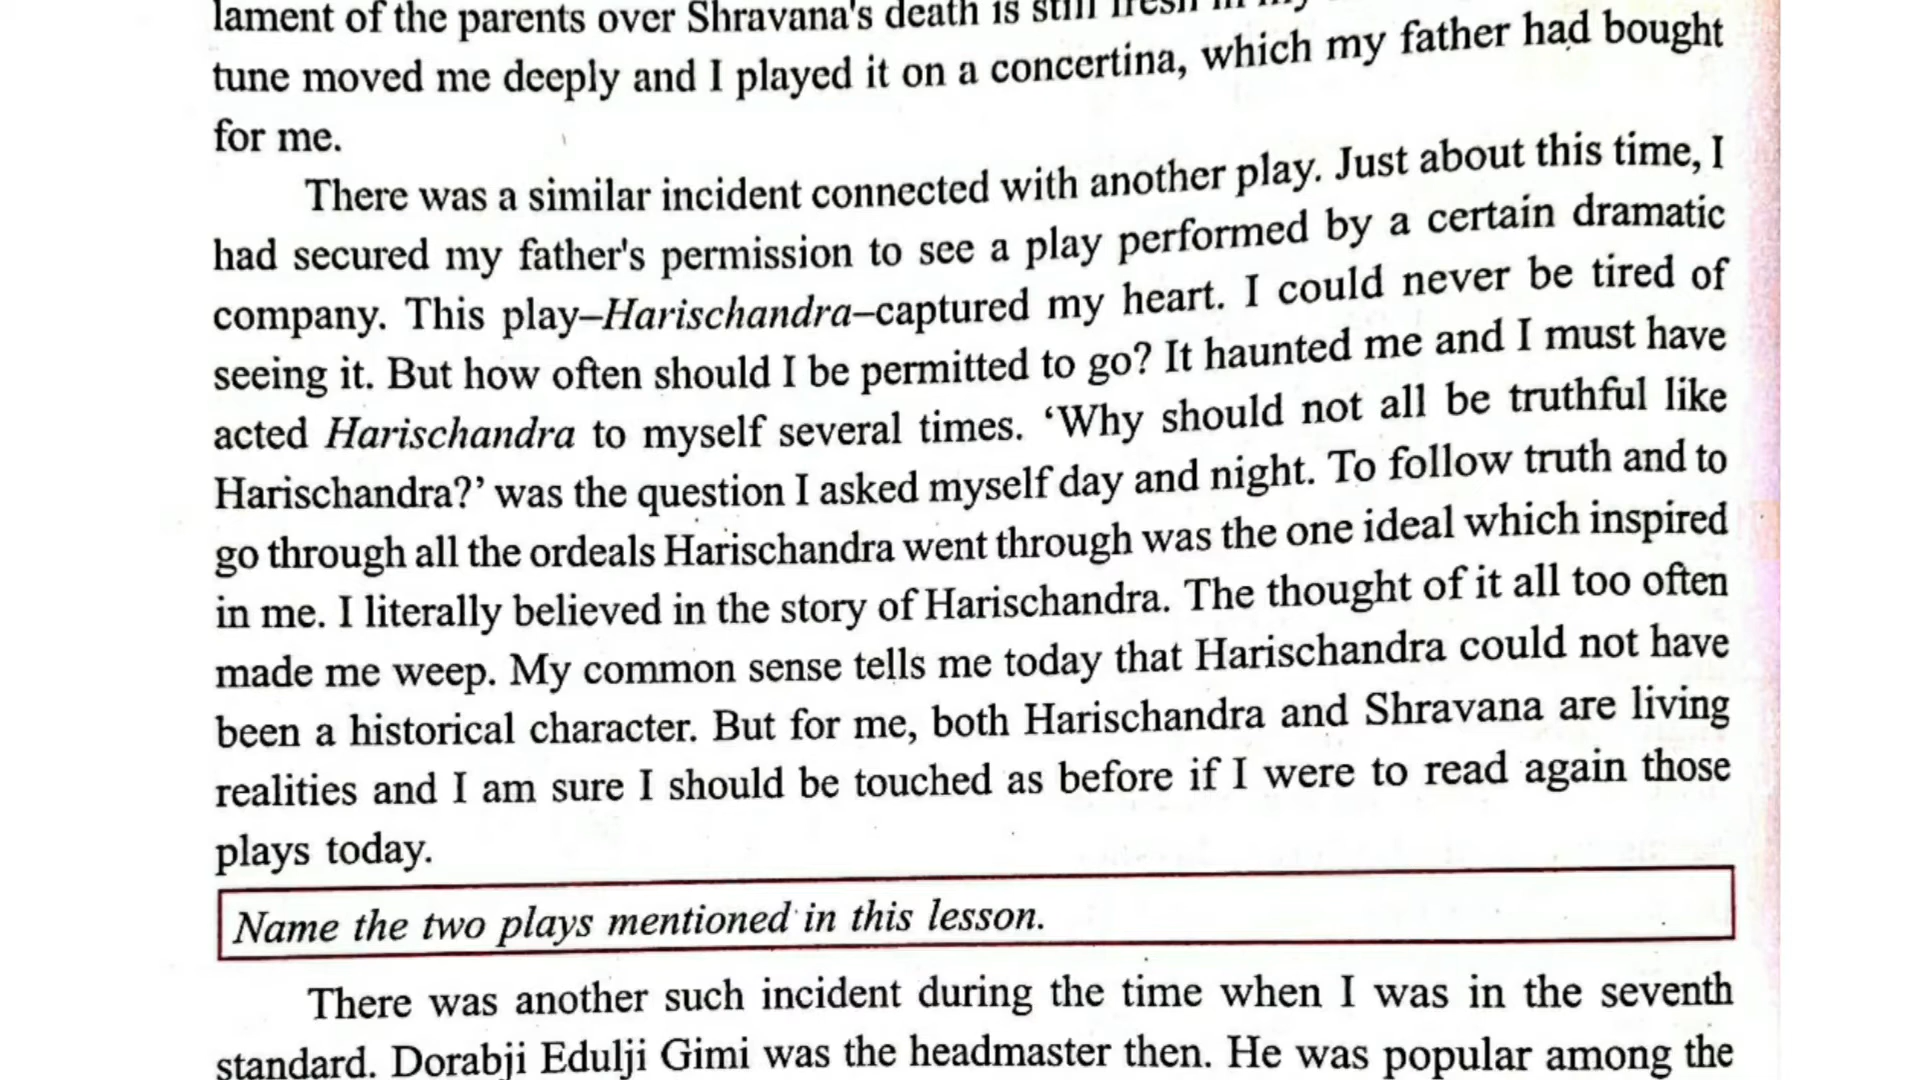 lament of the parents over Shravana's death is still fresh in my
tune moved me deeply and I played it on a concertina, which my father had bought
for me.
There was a similar incident connected with another play. Just about this time, I
had secured my father's permission to see a play performed by a certain dramatic
company. This play–Harischandra–captured my heart. I could never be tired of
seeing it. But how often should I be permitted to go? It haunted me and I must have
acted Harischandra to myself several times. ‘Why should not all be truthful like
Harischandra?’ was the question I asked myself day and night. To follow truth and to
go through all the ordeals Harischandra went through was the one ideal which inspired
in me. I literally believed in the story of Harischandra. The thought of it all too often
made me weep. My common sense tells me today that Harischandra could not have
been a historical character. But for me, both Harischandra and Shravana are living
realities and I am sure I should be touched as before if I were to read again those
plays today.
Name the two plays mentioned in this lesson.
There was another such incident during the time when I was in the seventh
standard. Dorabji Edulji Gimi was the headmaster then. He was popular among the